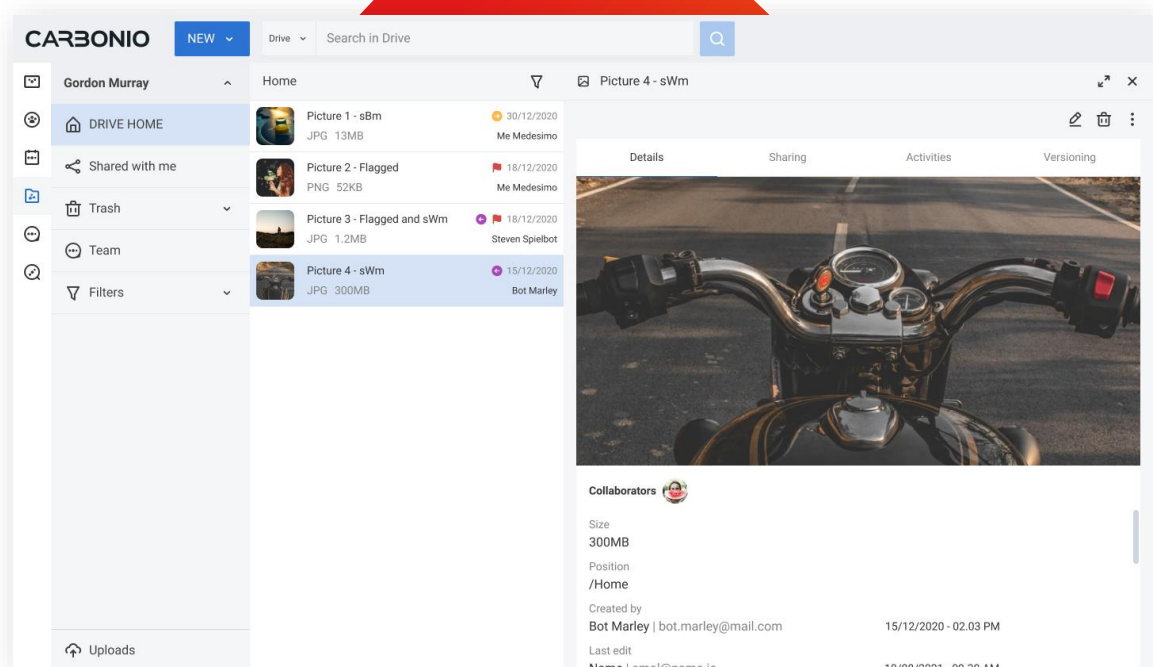 CARBONIO
NEW
Drive
Search in Drive
Gordon Murray
DRIVE HOME
Shared with me
Trash
Team
Filters
Uploads
Home
Picture 1 - sBm
30/12/2020
JPG 13MB
Me Medesimo
Picture 2 - Flagged
18/12/2020
PNG 52KB
Me Medesimo
Picture 3 - Flagged and sWm
18/12/2020
JPG 1.2MB
Steven Spielbot
Picture 4 - sWm
15/12/2020
JPG 300MB
Bot Marley
Picture 4 - sWm
Details
Sharing
Activities
Versioning
Collaborators
Size
300MB
Position
/Home
Created by
Bot Marley | bot.marley@mail.com
15/12/2020 - 02.03 PM
Last edit